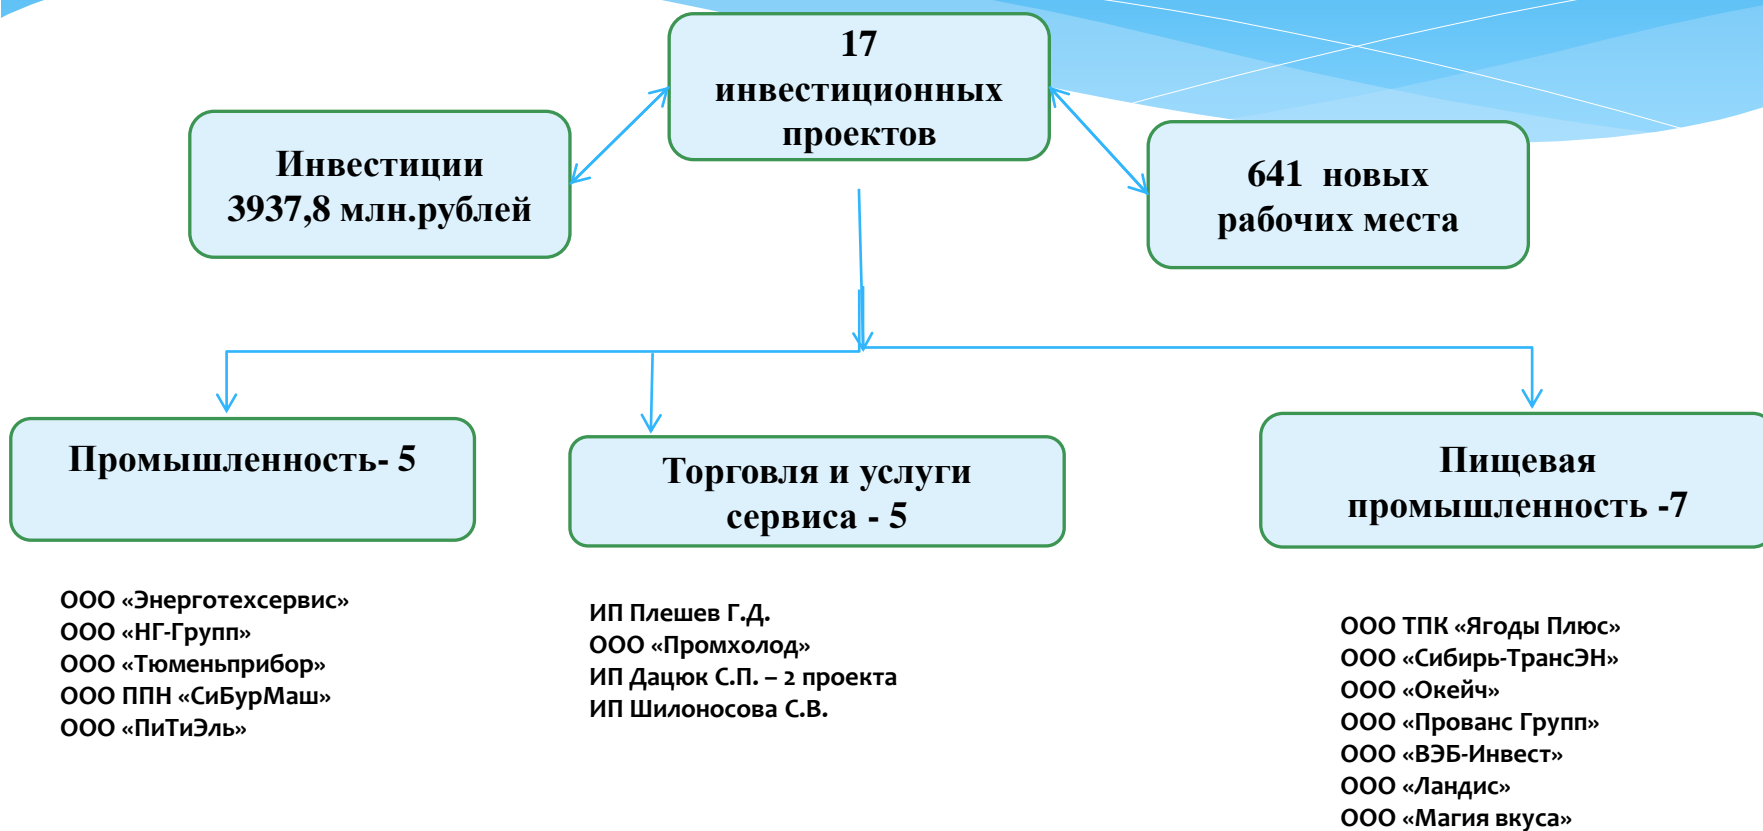 17
инвестиционных
проектов
Инвестиции
3937,8 млн.рублей
641 новых
рабочих места
Промышленность- 5
Торговля и услуги
сервиса - 5
Пищевая
промышленность -7
ООО «Энерготехсервис»
ООО «НГ-Групп»
ООО «Тюменьприбор»
ООО ППН «СиБурМаш»
ООО «ПиТиЭль»
ИП Плешев Г.Д.
ООО «Промхолод»
ИП Дацюк С.П. – 2 проекта
ИП Шилоносова С.В.
ООО ТПК «Ягоды Плюс»
ООО «Сибирь-ТрансЭН»
ООО «Окейч»
ООО «Прованс Групп»
ООО «ВЭБ-Инвест»
ООО «Ландис»
ООО «Магия вкуса»